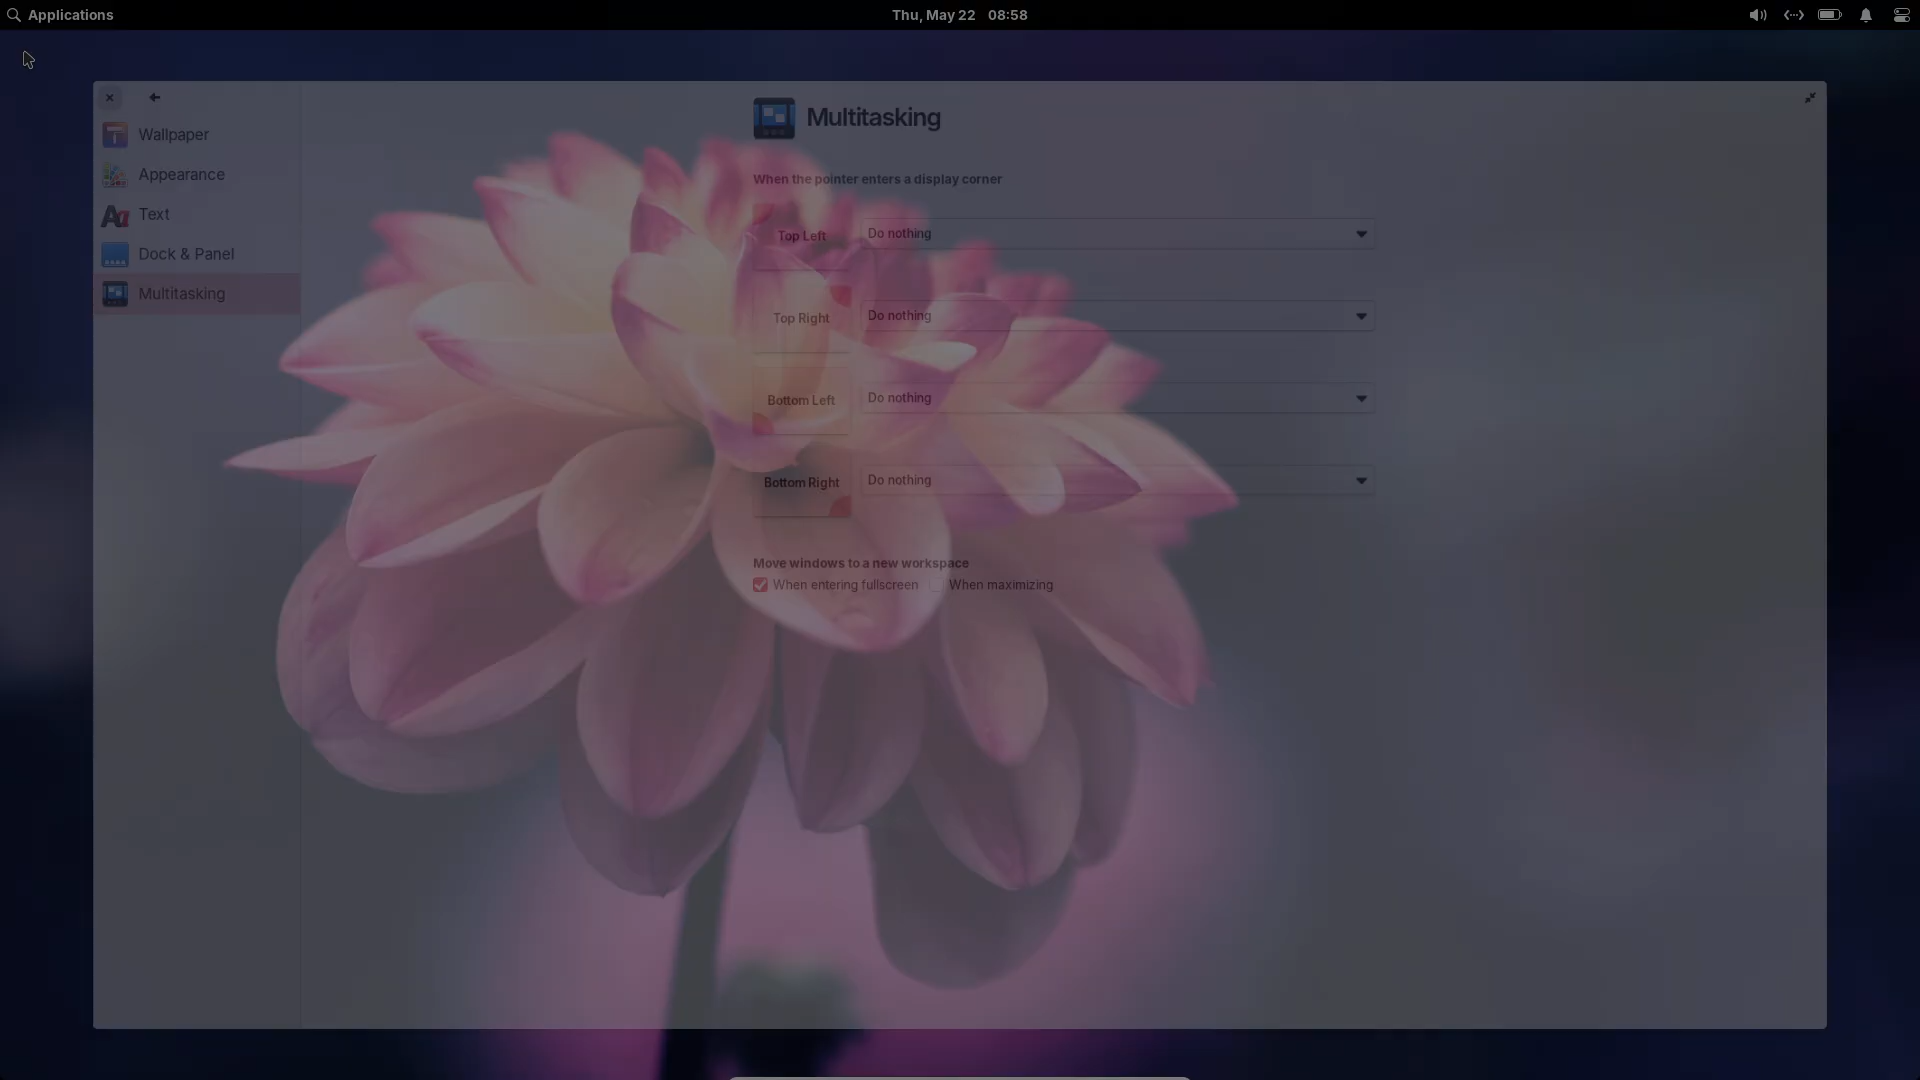 Applications
Thu, May 22 08:58
Wallpaper
Appearance
Text
Dock & Panel
Multitasking
Multitasking
When the pointer enters a display corner
Top Left
Do nothing
Top Right
Do nothing
Bottom Left
Do nothing
Bottom Right
Do nothing
Move windows to a new workspace
When entering fullscreen When maximizing